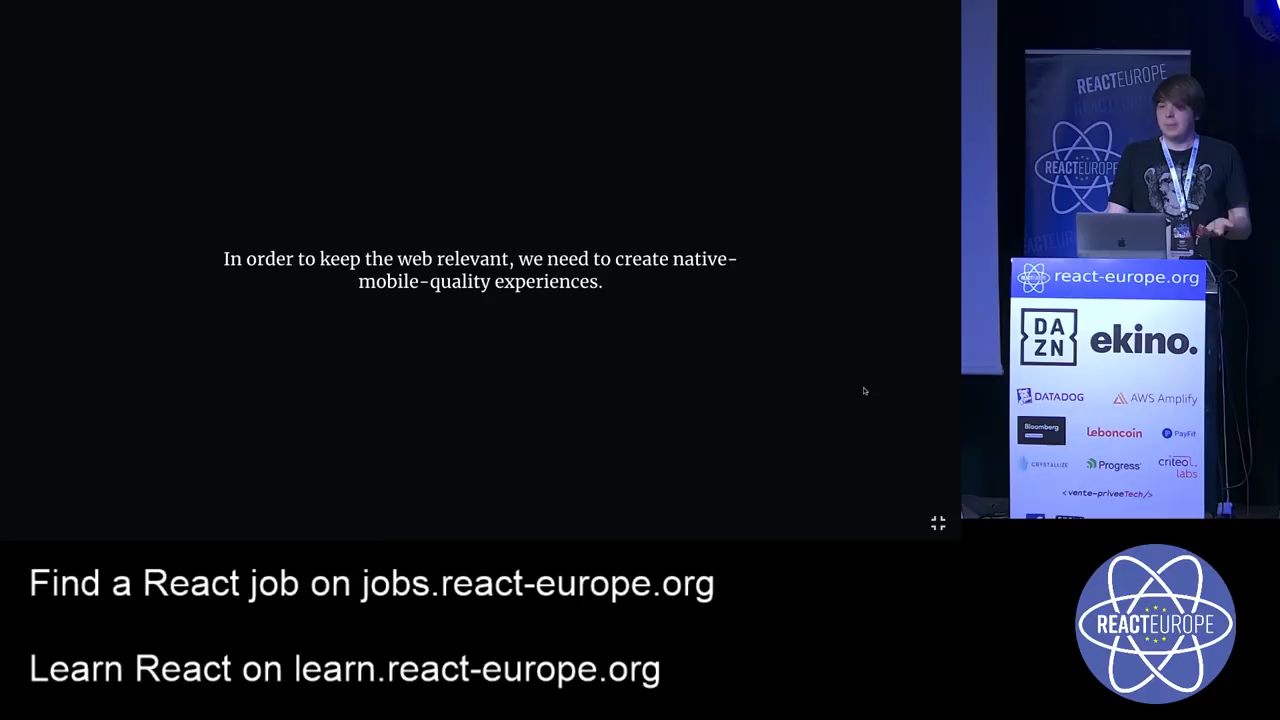 In order to keep the web relevant, we need to create native-
mobile-quality experiences.
REACTEUROPE
REACTEUROPE
REACTEUROPE
react-europe.org
DA
ZN
ekino.
DATADOG
AWS Amplify
Bloomberg
leboncoin
PayFit
CRYSTALLIZE
Progress
criteo.
labs
<vente-priveeTech/>
Find a React job on jobs.react-europe.org
Learn React on learn.react-europe.org
REACTEUROPE